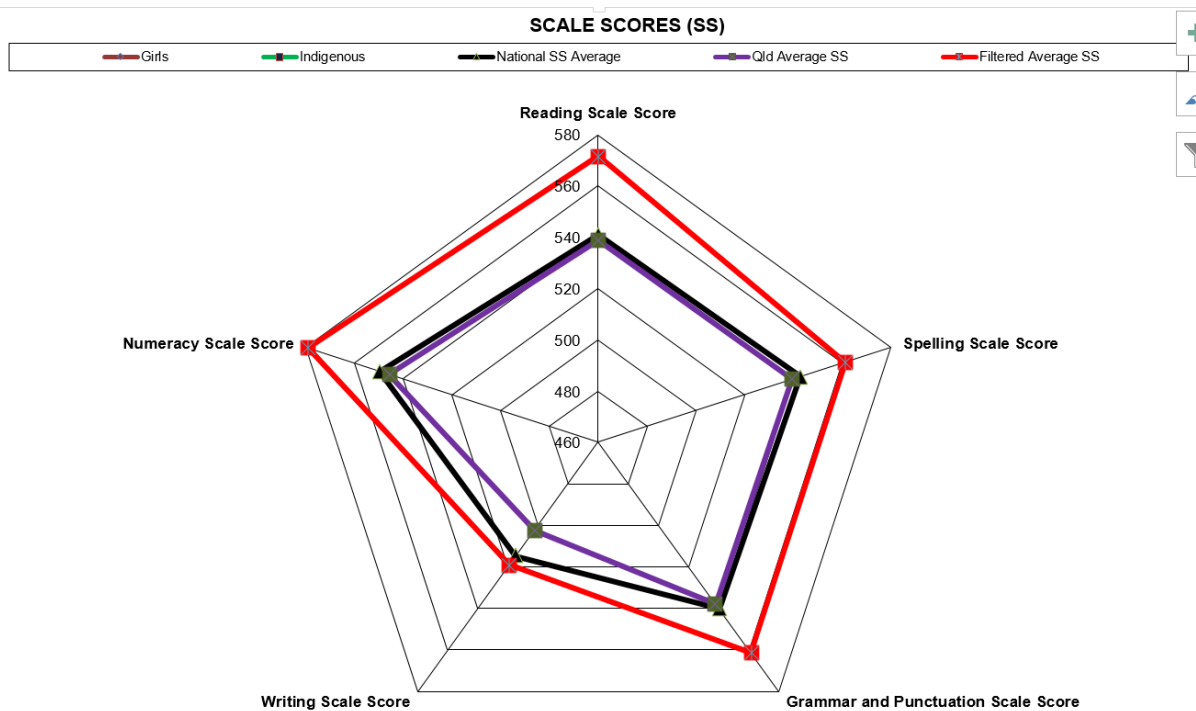 SCALE SCORES (SS)
Girls Indigenous National SS Average Qld Average SS Filtered Average SS
Reading Scale Score
580
560
540
520
500
480
460
Numeracy Scale Score
Spelling Scale Score
Writing Scale Score
Grammar and Punctuation Scale Score